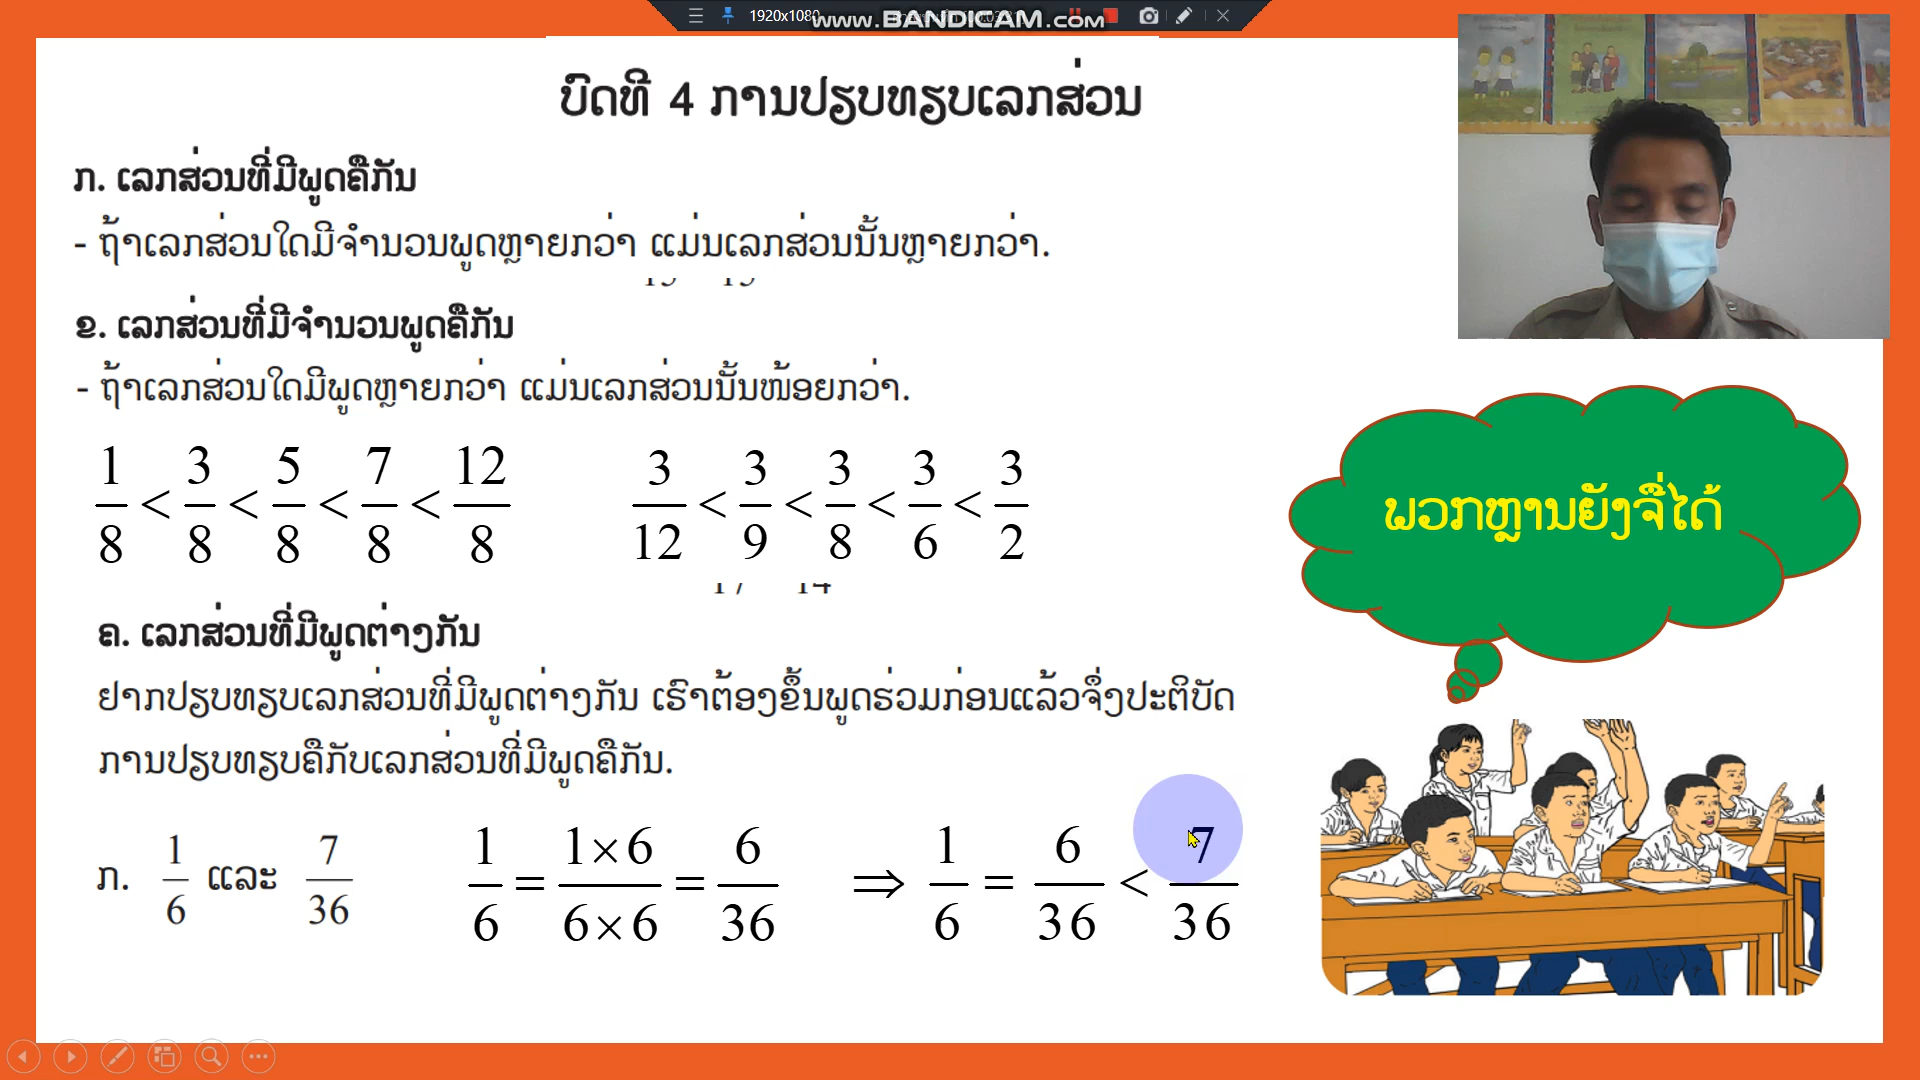 1920x1080
www.BANDICAM.com
ບົດທີ 4 ການປຽບທຽບເລກສ່ວນ
ກ. ເລກສ່ວນທີ່ມີພູດຄືກັນ
- ຖ້າເລກສ່ວນໃດມີຈຳນວນພູດຫຼາຍກວ່າ ແມ່ນເລກສ່ວນນັ້ນຫຼາຍກວ່າ.
ຂ. ເລກສ່ວນທີ່ມີຈຳນວນພູດຄືກັນ
- ຖ້າເລກສ່ວນໃດມີພູດຫຼາຍກວ່າ ແມ່ນເລກສ່ວນນັ້ນໜ້ອຍກວ່າ.
1/8 < 3/8 < 5/8 < 7/8 < 12/8
3/12 < 3/9 < 3/8 < 3/6 < 3/2
ພວກຫຼານຍັງຈື່ໄດ້
ຄ. ເລກສ່ວນທີ່ມີພູດຕ່າງກັນ
ຢາກປຽບທຽບເລກສ່ວນທີ່ມີພູດຕ່າງກັນ ເຮົາຕ້ອງຂຶ້ນພູດຮ່ວມກ່ອນແລ້ວຈຶ່ງປະຕິບັດ
ການປຽບທຽບຄືກັບເລກສ່ວນທີ່ມີພູດຄືກັນ.
ກ. 1/6 ແລະ 7/36
1/6 = 1×6/6×6 = 6/36 ⇒ 1/6 = 6/36 < 7/36